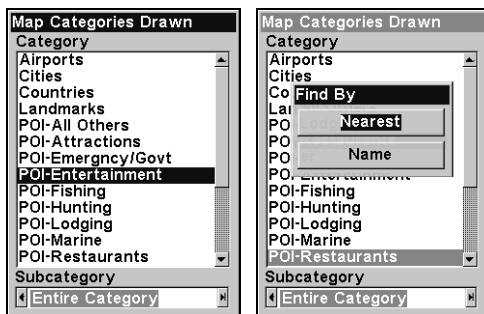 Map Categories Drawn
Category
Airports
Cities
Countries
Landmarks
POI-All Others
POI-Attractions
POI-Emergncy/Govt
POI-Entertainment
POI-Fishing
POI-Hunting
POI-Lodging
POI-Marine
POI-Restaurants
Subcategory
Entire Category
Map Categories Drawn
Category
Airports
Cities
Find By
Nearest
Name
POI-Fishing
POI-Hunting
POI-Lodging
POI-Marine
POI-Restaurants
Subcategory
Entire Category